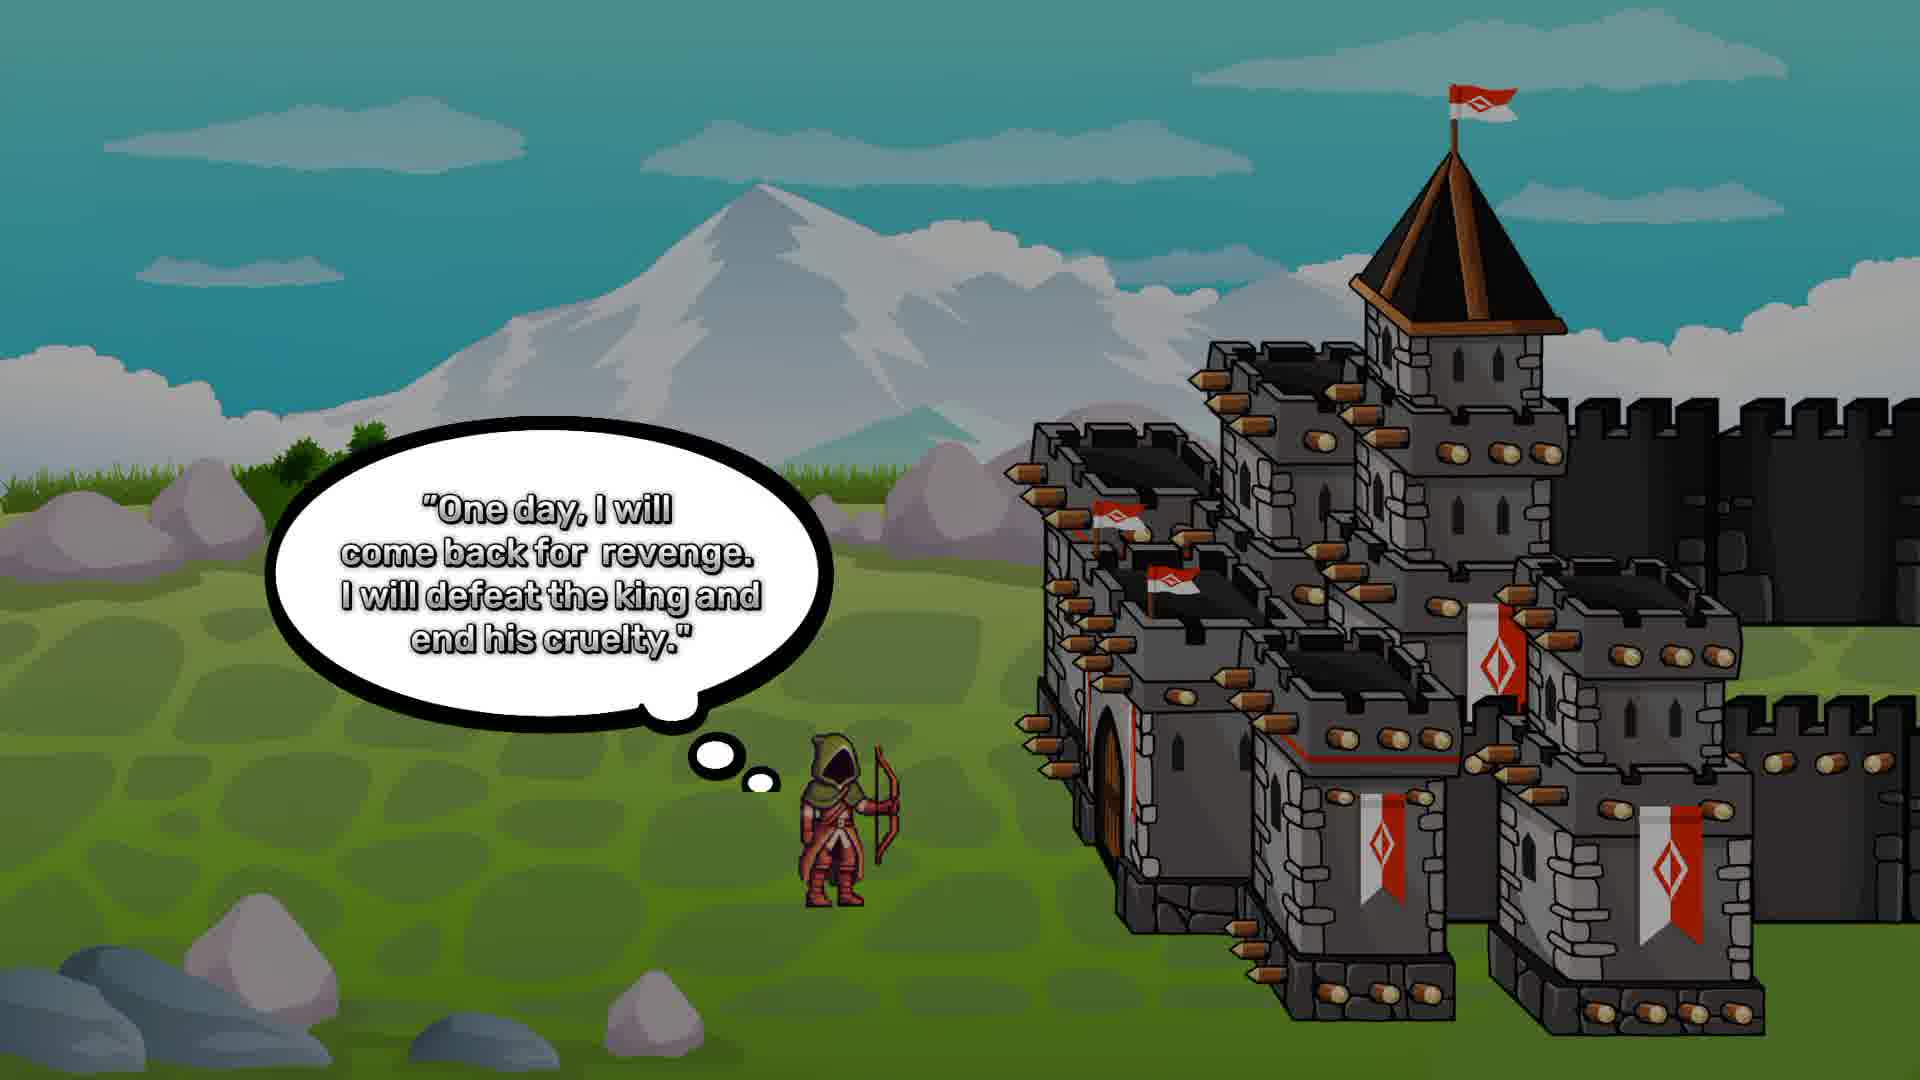 "One day, I will
come back for  revenge.
I will defeat the king and
end his cruelty."